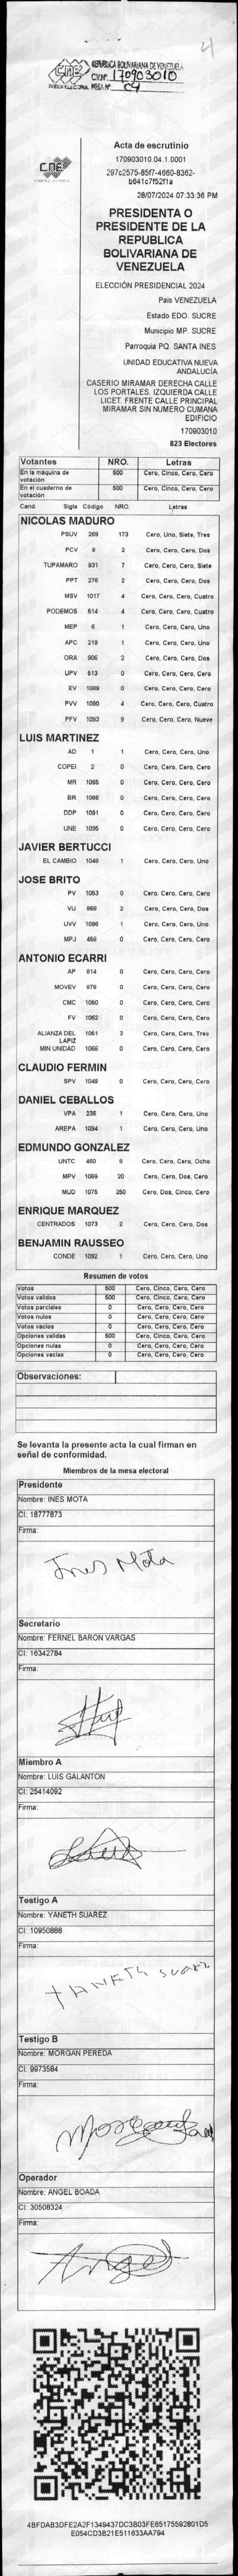 4
CNE
PODER ELECTORAL
REPÚBLICA BOLIVARIANA DE VENEZUELA
CV.Nº. 170903010
MESA Nº 04
CNE
Acta de escrutinio
170903010.04.1.0001
297c2575-85f7-4660-8362-
b641c7f52f1a
28/07/2024 07:33:36 PM
PRESIDENTA O
PRESIDENTE DE LA
REPUBLICA
BOLIVARIANA DE
VENEZUELA
ELECCIÓN PRESIDENCIAL 2024
País VENEZUELA
Estado EDO. SUCRE
Municipio MP. SUCRE
Parroquia PQ. SANTA INES
UNIDAD EDUCATIVA NUEVA
ANDALUCÍA
CASERIO MIRAMAR DERECHA CALLE
LOS PORTALES. IZQUIERDA CALLE
LICET. FRENTE CALLE PRINCIPAL
MIRAMAR SIN NUMERO CUMANA
EDIFICIO
170903010
823 Electores
Votantes NRO. Letras
En la máquina de votación 500 Cero, Cinco, Cero, Cero
En el cuaderno de votación 500 Cero, Cinco, Cero, Cero
Cand. Sigla Código NRO. Letras
NICOLAS MADURO
PSUV 269 173 Cero, Uno, Siete, Tres
PCV 9 2 Cero, Cero, Cero, Dos
TUPAMARO 931 7 Cero, Cero, Cero, Siete
PPT 276 2 Cero, Cero, Cero, Dos
MSV 1017 4 Cero, Cero, Cero, Cuatro
PODEMOS 514 4 Cero, Cero, Cero, Cuatro
MEP 6 1 Cero, Cero, Cero, Uno
APC 219 1 Cero, Cero, Cero, Uno
ORA 906 2 Cero, Cero, Cero, Dos
UPV 513 0 Cero, Cero, Cero, Cero
EV 1089 0 Cero, Cero, Cero, Cero
PVV 1090 4 Cero, Cero, Cero, Cuatro
PFV 1093 9 Cero, Cero, Cero, Nueve
LUIS MARTINEZ
AD 1 1 Cero, Cero, Cero, Uno
COPEI 2 0 Cero, Cero, Cero, Cero
MR 1065 0 Cero, Cero, Cero, Cero
BR 1066 0 Cero, Cero, Cero, Cero
DDP 1091 0 Cero, Cero, Cero, Cero
UNE 1095 0 Cero, Cero, Cero, Cero
JAVIER BERTUCCI
EL CAMBIO 1048 1 Cero, Cero, Cero, Uno
JOSE BRITO
PV 1053 0 Cero, Cero, Cero, Cero
VU 868 2 Cero, Cero, Cero, Dos
UVV 1096 1 Cero, Cero, Cero, Uno
MPJ 458 0 Cero, Cero, Cero, Cero
ANTONIO ECARRI
AP 814 0 Cero, Cero, Cero, Cero
MOVEV 879 0 Cero, Cero, Cero, Cero
CMC 1050 0 Cero, Cero, Cero, Cero
FV 1062 0 Cero, Cero, Cero, Cero
ALIANZA DEL LAPIZ 1061 3 Cero, Cero, Cero, Tres
MIN UNIDAD 1068 0 Cero, Cero, Cero, Cero
CLAUDIO FERMIN
SPV 1049 0 Cero, Cero, Cero, Cero
DANIEL CEBALLOS
VPA 236 1 Cero, Cero, Cero, Uno
AREPA 1094 1 Cero, Cero, Cero, Uno
EDMUNDO GONZALEZ
UNTC 460 8 Cero, Cero, Cero, Ocho
MPV 1069 20 Cero, Cero, Dos, Cero
MUD 1075 250 Cero, Dos, Cinco, Cero
ENRIQUE MARQUEZ
CENTRADOS 1073 2 Cero, Cero, Cero, Dos
BENJAMIN RAUSSEO
CONDE 1092 1 Cero, Cero, Cero, Uno
Resumen de votos
Votos 500 Cero, Cinco, Cero, Cero
Votos validos 500 Cero, Cinco, Cero, Cero
Votos parciales 0 Cero, Cero, Cero, Cero
Votos nulos 0 Cero, Cero, Cero, Cero
Votos vacios 0 Cero, Cero, Cero, Cero
Opciones validas 500 Cero, Cinco, Cero, Cero
Opciones nulas 0 Cero, Cero, Cero, Cero
Opciones vacias 0 Cero, Cero, Cero, Cero
Observaciones:
Se levanta la presente acta la cual firman en
señal de conformidad.
Miembros de la mesa electoral
Presidente
Nombre: INES MOTA
CI: 18777873
Firma:
Ines Mota
Secretario
Nombre: FERNEL BARON VARGAS
CI: 16342784
Firma:
Miembro A
Nombre: LUIS GALANTON
CI: 25414092
Firma:
Testigo A
Nombre: YANETH SUAREZ
CI: 10950888
Firma:
YANETH SUAREZ
Testigo B
Nombre: MORGAN PEREDA
CI: 9973584
Firma:
Operador
Nombre: ANGEL BOADA
CI: 30508324
Firma:
Angel
4BFDAB3DFE2A2F1349437DC3B03FE65175592801D5
E054CD3B21E511633AA794